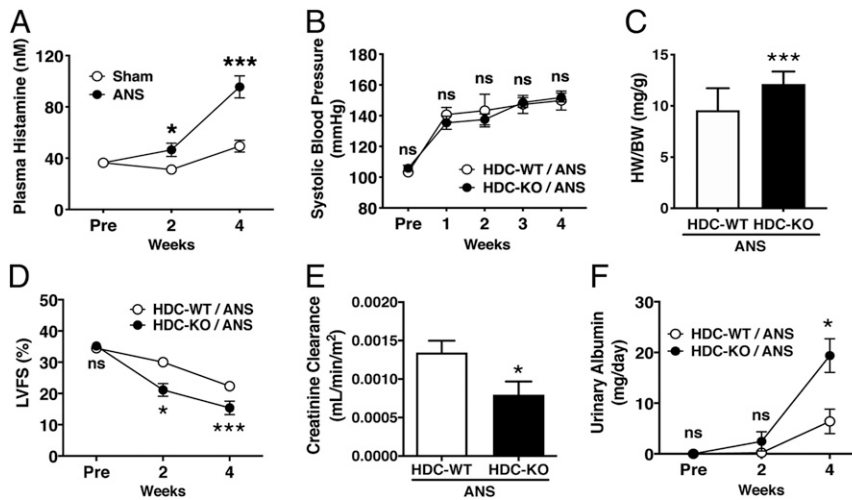 A
Plasma Histamine (nM)
120
80
40
0
Sham
ANS
*
***
Pre 2 4
Weeks
B
Systolic Blood Pressure
(mmHg)
180
160
140
120
100
80
ns
ns
ns
ns
ns
HDC-WT / ANS
HDC-KO / ANS
Pre 1 2 3 4
Weeks
C
HW/BW (mg/g)
15
10
5
0
***
HDC-WT HDC-KO
ANS
D
LVFS (%)
50
40
30
20
10
0
HDC-WT / ANS
HDC-KO / ANS
ns
*
***
Pre 2 4
Weeks
E
Creatinine Clearance
(mL/min/m²)
0.0020
0.0015
0.0010
0.0005
0.0000
*
HDC-WT HDC-KO
ANS
F
Urinary Albumin
(mg/day)
30
20
10
0
HDC-WT / ANS
HDC-KO / ANS
ns
ns
*
Pre 2 4
Weeks